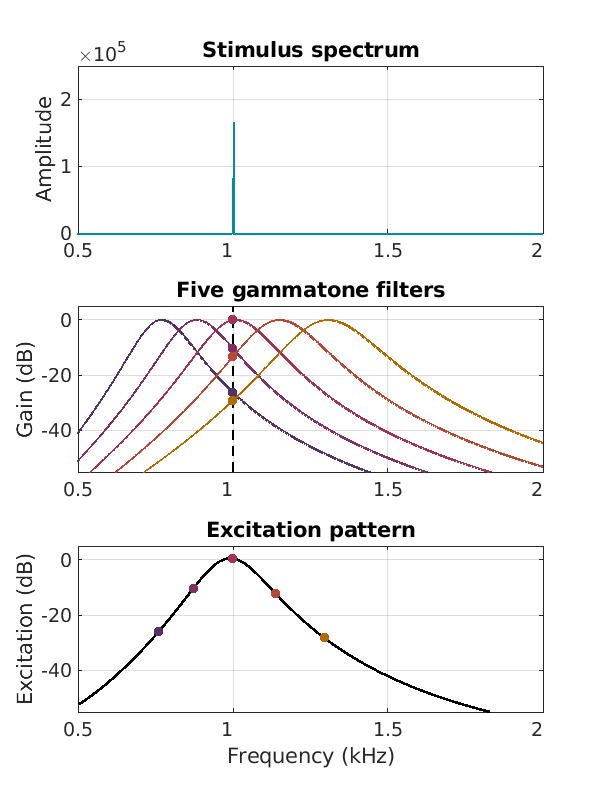 Stimulus spectrum
×10⁵
Amplitude
2
1
0
0.5 1 1.5 2
Five gammatone filters
Gain (dB)
0
-20
-40
0.5 1 1.5 2
Excitation pattern
Excitation (dB)
0
-20
-40
0.5 1 1.5 2
Frequency (kHz)